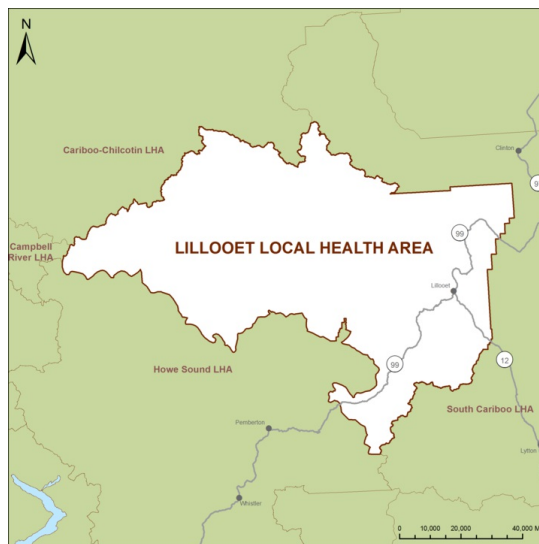 N
Cariboo-Chilcotin LHA
Clinton
99
Campbell
River LHA
LILLOOET LOCAL HEALTH AREA
Lillooet
Howe Sound LHA
99
12
South Cariboo LHA
Pemberton
Lytton
Whistler
0 10,000 20,000 40,000 M